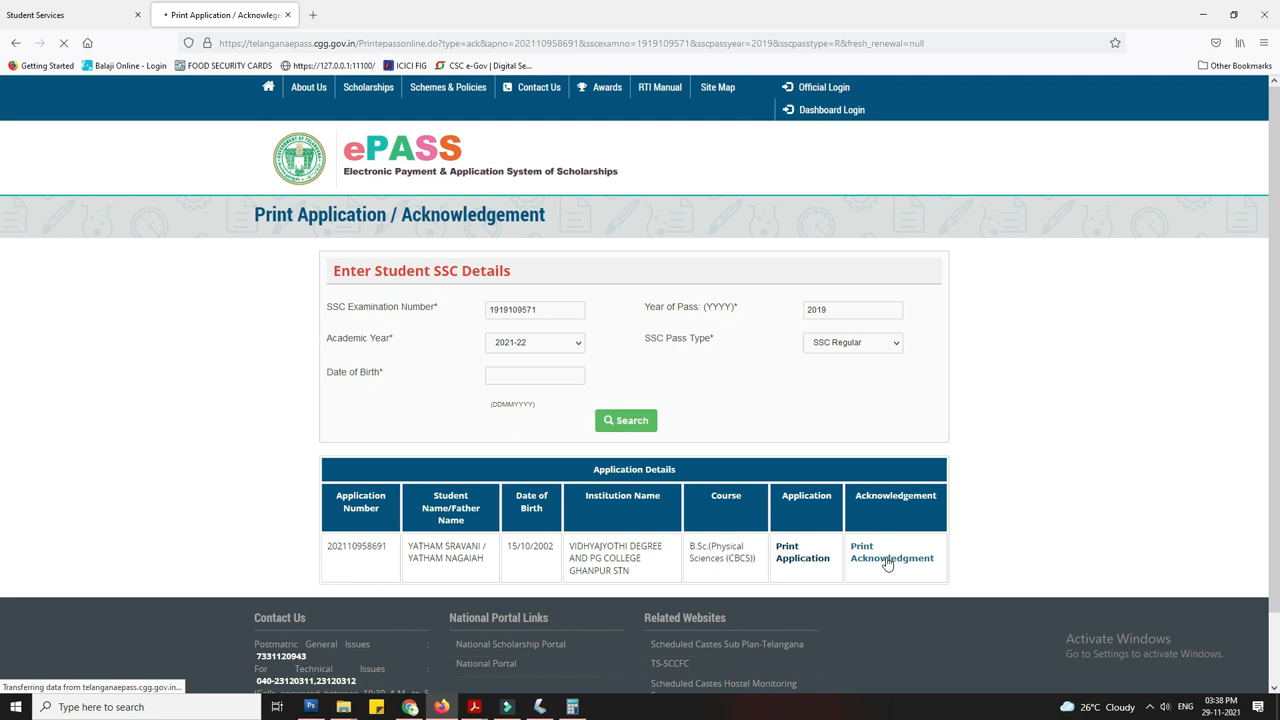 Student Services
Print Application / Acknowledge
https://telanganaepass.cgg.gov.in/Printepassonline.do?type=ack&apno=202110958691&sscexamno=1919109571&sscpassyear=2019&sscpasstype=R&fresh_renewal=null
Getting Started
Balaji Online - Login
FOOD SECURITY CARDS
https://127.0.0.1:11100/
ICICI FIG
CSC e-Gov | Digital Se...
Other Bookmarks
About Us
Scholarships
Schemes & Policies
Contact Us
Awards
RTI Manual
Site Map
Official Login
Dashboard Login
ePASS
Electronic Payment & Application System of Scholarships
Print Application / Acknowledgement
Enter Student SSC Details
SSC Examination Number*
1919109571
Year of Pass: (YYYY)*
2019
Academic Year*
2021-22
SSC Pass Type*
SSC Regular
Date of Birth*
(DDMMYYYY)
Search
Application Details
Application Number
Student Name/Father Name
Date of Birth
Institution Name
Course
Application
Acknowledgement
202110958691
YATHAM SRAVANI /
YATHAM NAGAIAH
15/10/2002
VIDHYAJYOTHI DEGREE
AND PG COLLEGE
GHANPUR STN
B.Sc.(Physical
Sciences (CBCS))
Print
Application
Print
Acknowledgment
Contact Us
National Portal Links
Related Websites
Postmatric General Issues :
7331120943
For Technical Issues :
040-23120311,23120312
National Scholarship Portal
National Portal
Scheduled Castes Sub Plan-Telangana
TS-SCCFC
Scheduled Castes Hostel Monitoring
Activate Windows
Go to Settings to activate Windows.
Transferring data from telanganaepass.cgg.gov.in...
Type here to search
26°C Cloudy
ENG
03:38 PM
29-11-2021